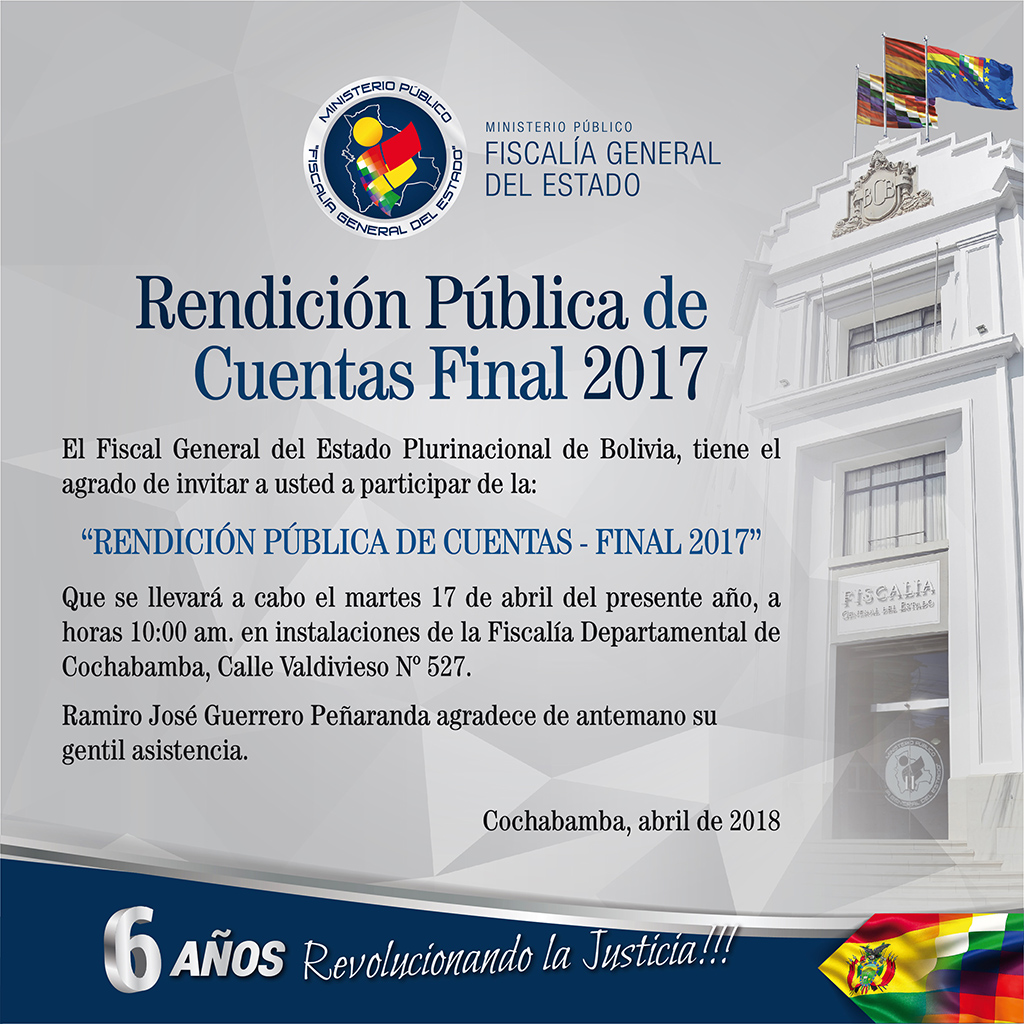 MINISTERIO PÚBLICO
"FISCALÍA GENERAL DEL ESTADO"
MINISTERIO PÚBLICO
FISCALÍA GENERAL
DEL ESTADO
BCB
Rendición Pública de
Cuentas Final 2017
El Fiscal General del Estado Plurinacional de Bolivia, tiene el
agrado de invitar a usted a participar de la:
“RENDICIÓN PÚBLICA DE CUENTAS - FINAL 2017”
Que se llevará a cabo el martes 17 de abril del presente año, a
horas 10:00 am. en instalaciones de la Fiscalía Departamental de
Cochabamba, Calle Valdivieso Nº 527.
FISCALÍA
GENERAL DEL ESTADO
Ramiro José Guerrero Peñaranda agradece de antemano su
gentil asistencia.
MINISTERIO PÚBLICO
Cochabamba, abril de 2018
6 AÑOS Revolucionando la Justicia!!!